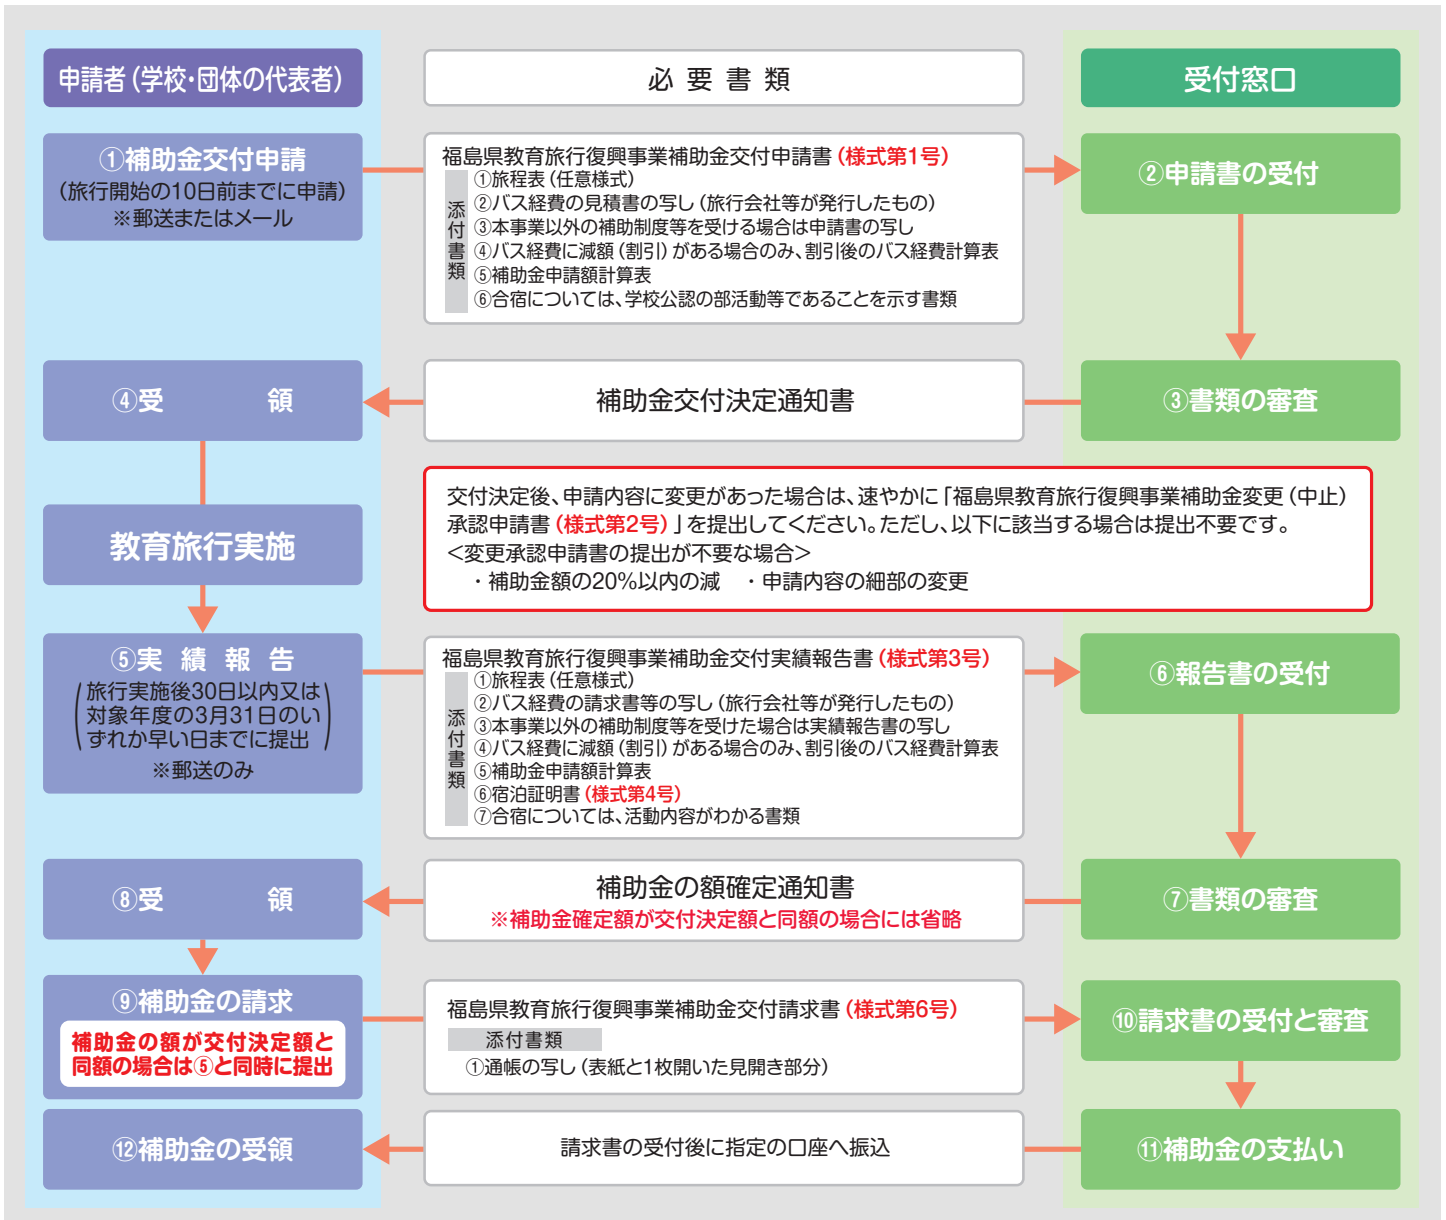 申請者（学校・団体の代表者）
必要書類
受付窓口
①補助金交付申請
（旅行開始の10日前までに申請）
※郵送またはメール
福島県教育旅行復興事業補助金交付申請書（様式第1号）
添付書類
①旅程表（任意様式）
②バス経費の見積書の写し（旅行会社等が発行したもの）
③本事業以外の補助制度等を受ける場合は申請書の写し
④バス経費に減額（割引）がある場合のみ、割引後のバス経費計算表
⑤補助金申請額計算表
⑥合宿については、学校公認の部活動等であることを示す書類
②申請書の受付
④受　領
補助金交付決定通知書
③書類の審査
交付決定後、申請内容に変更があった場合は、速やかに「福島県教育旅行復興事業補助金変更（中止）
承認申請書（様式第2号）」を提出してください。ただし、以下に該当する場合は提出不要です。
<変更承認申請書の提出が不要な場合>
・補助金額の20%以内の減　・申請内容の細部の変更
教育旅行実施
⑤実績報告
（旅行実施後30日以内又は
対象年度の3月31日のい
ずれか早い日までに提出）
※郵送のみ
福島県教育旅行復興事業補助金交付実績報告書（様式第3号）
添付書類
①旅程表（任意様式）
②バス経費の請求書等の写し（旅行会社等が発行したもの）
③本事業以外の補助制度等を受けた場合は実績報告書の写し
④バス経費に減額（割引）がある場合のみ、割引後のバス経費計算表
⑤補助金申請額計算表
⑥宿泊証明書（様式第4号）
⑦合宿については、活動内容がわかる書類
⑥報告書の受付
⑧受　領
補助金の額確定通知書
※補助金確定額が交付決定額と同額の場合には省略
⑦書類の審査
⑨補助金の請求
補助金の額が交付決定額と
同額の場合は⑤と同時に提出
福島県教育旅行復興事業補助金交付請求書（様式第6号）
添付書類
①通帳の写し（表紙と1枚開いた見開き部分）
⑩請求書の受付と審査
⑫補助金の受領
請求書の受付後に指定の口座へ振込
⑪補助金の支払い